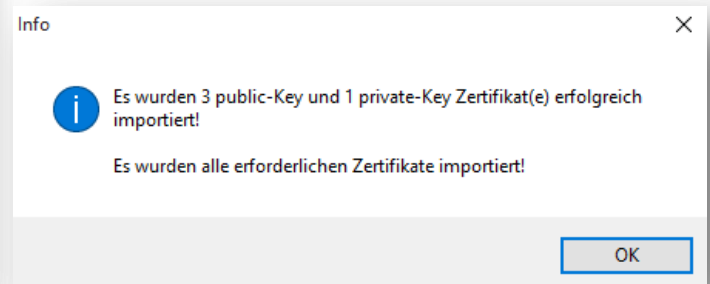 Info
Es wurden 3 public-Key und 1 private-Key Zertifikat(e) erfolgreich
importiert!
Es wurden alle erforderlichen Zertifikate importiert!
OK